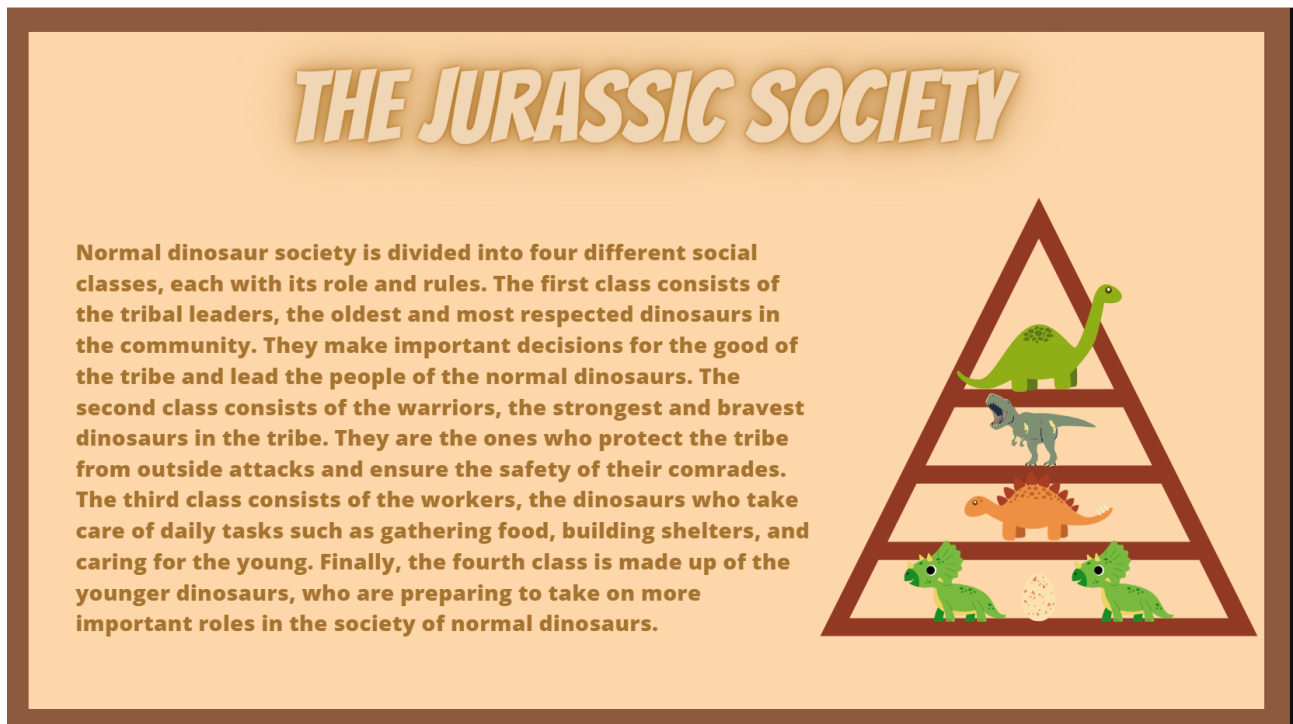 THE JURASSIC SOCIETY
Normal dinosaur society is divided into four different social
classes, each with its role and rules. The first class consists of
the tribal leaders, the oldest and most respected dinosaurs in
the community. They make important decisions for the good of
the tribe and lead the people of the normal dinosaurs. The
second class consists of the warriors, the strongest and bravest
dinosaurs in the tribe. They are the ones who protect the tribe
from outside attacks and ensure the safety of their comrades.
The third class consists of the workers, the dinosaurs who take
care of daily tasks such as gathering food, building shelters, and
caring for the young. Finally, the fourth class is made up of the
younger dinosaurs, who are preparing to take on more
important roles in the society of normal dinosaurs.